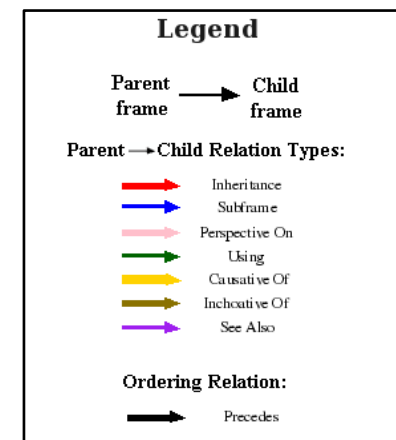 Legend
Parent Child
frame frame
Parent → Child Relation Types:
Inheritance
Subframe
Perspective On
Using
Causative Of
Inchoative Of
See Also
Ordering Relation:
Precedes